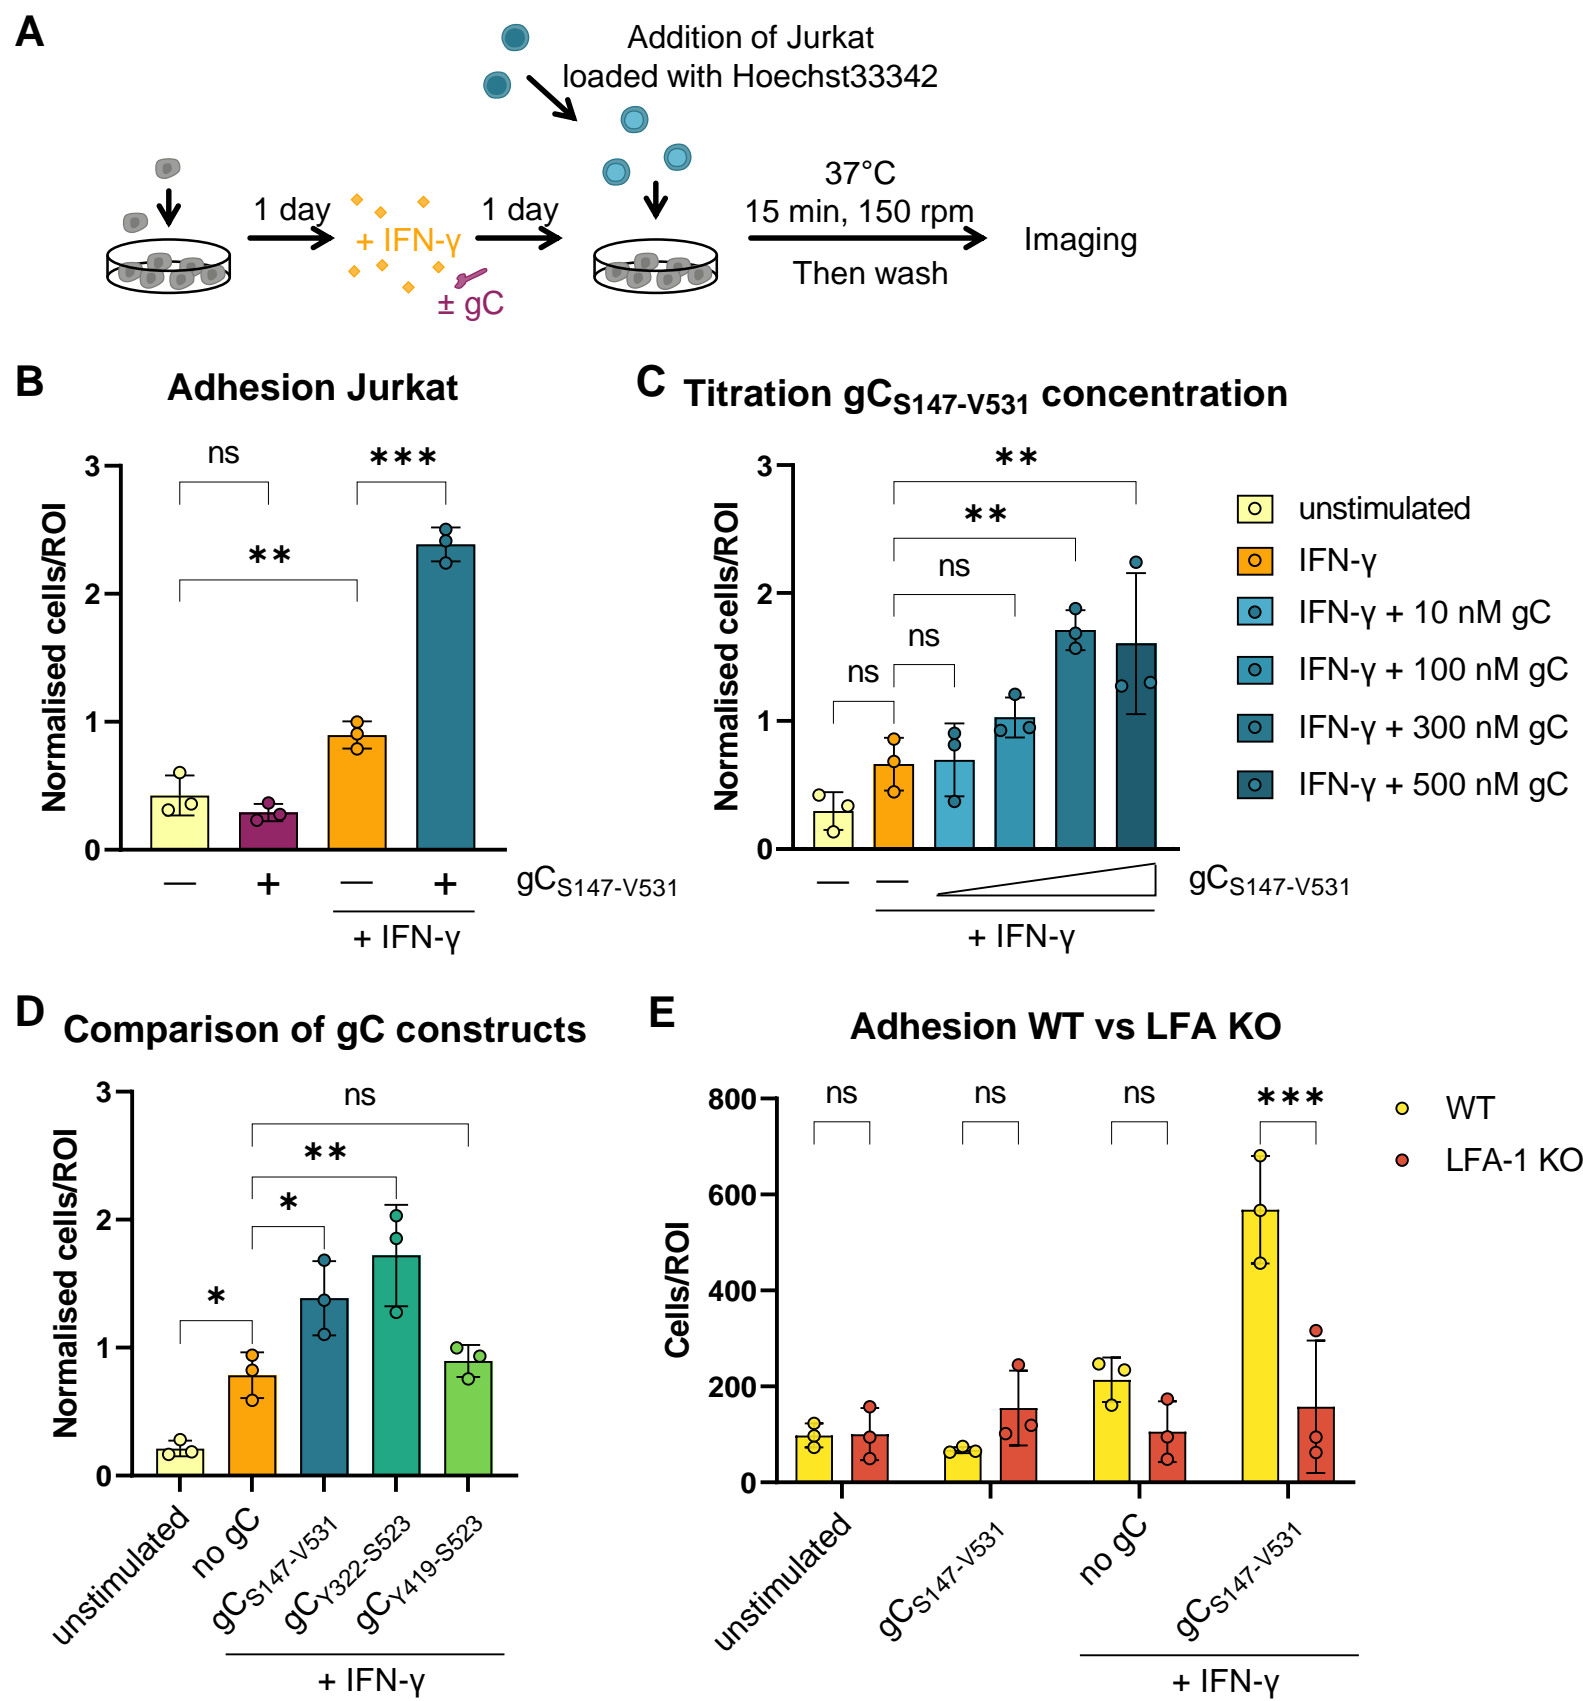 A
Addition of Jurkat
loaded with Hoechst33342
1 day
+ IFN-γ
± gC
1 day
37°C
15 min, 150 rpm
Then wash
Imaging
B
Adhesion Jurkat
Normalised cells/ROI
3
2
1
0
ns
***
**
— + — + gCS147-V531
+ IFN-γ
C
Titration gCS147-V531 concentration
Normalised cells/ROI
3
2
1
0
**
**
ns
ns
ns
— — gCS147-V531
+ IFN-γ
unstimulated
IFN-γ
IFN-γ + 10 nM gC
IFN-γ + 100 nM gC
IFN-γ + 300 nM gC
IFN-γ + 500 nM gC
D
Comparison of gC constructs
Normalised cells/ROI
3
2
1
0
ns
**
*
*
unstimulated
no gC
gCS147-V531
gCY322-S523
gCY419-S523
+ IFN-γ
E
Adhesion WT vs LFA KO
Cells/ROI
800
600
400
200
0
ns
ns
ns
***
unstimulated
gCS147-V531
no gC
gCS147-V531
+ IFN-γ
WT
LFA-1 KO